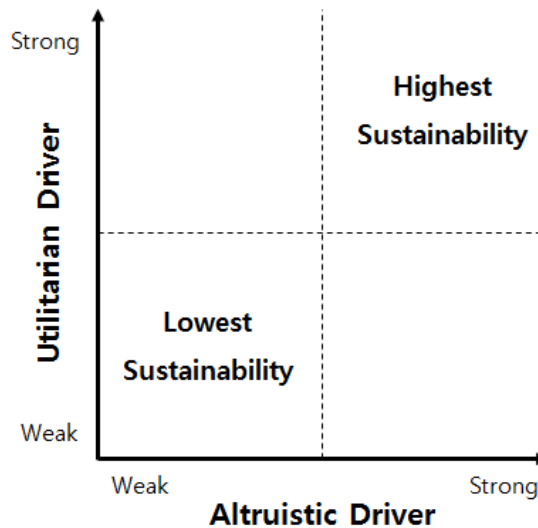 Strong
Highest
Sustainability
Utilitarian Driver
Lowest
Sustainability
Weak
Weak
Strong
Altruistic Driver